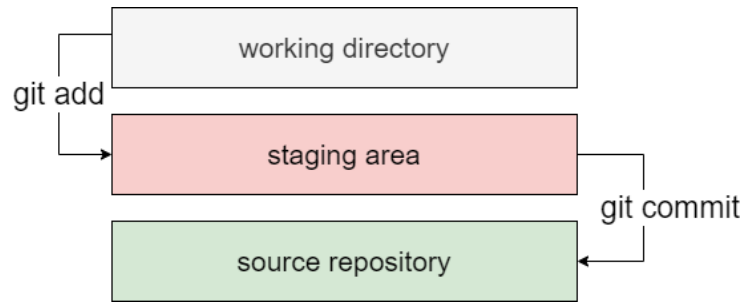 working directory
git add
staging area
git commit
source repository